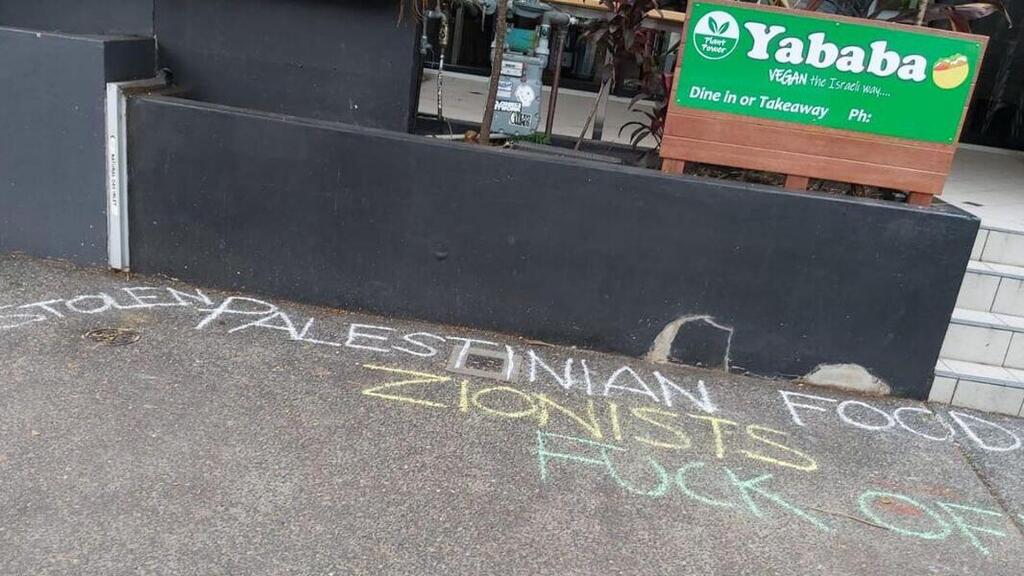 Plant
Power
Yababa
VEGAN the Israeli way....
Dine in or Takeaway Ph:
STOLEN PALESTINIAN FOOD
ZIONISTS
FUCK OFF